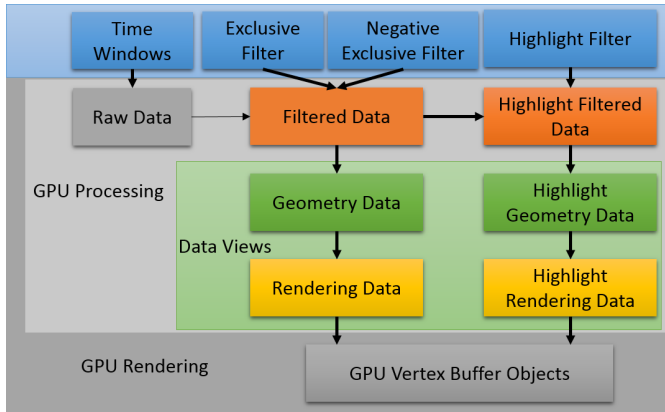 Time
Windows
Exclusive
Filter
Negative
Exclusive Filter
Highlight Filter
Raw Data
Filtered Data
Highlight Filtered
Data
GPU Processing
Geometry Data
Highlight
Geometry Data
Data Views
Rendering Data
Highlight
Rendering Data
GPU Rendering
GPU Vertex Buffer Objects